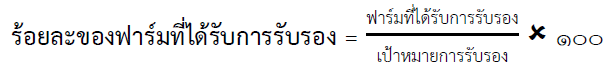 ร้อยละของฟาร์มที่ได้รับการรับรอง = ฟาร์มที่ได้รับการรับรอง
เป้าหมายการรับรอง
× ๑๐๐